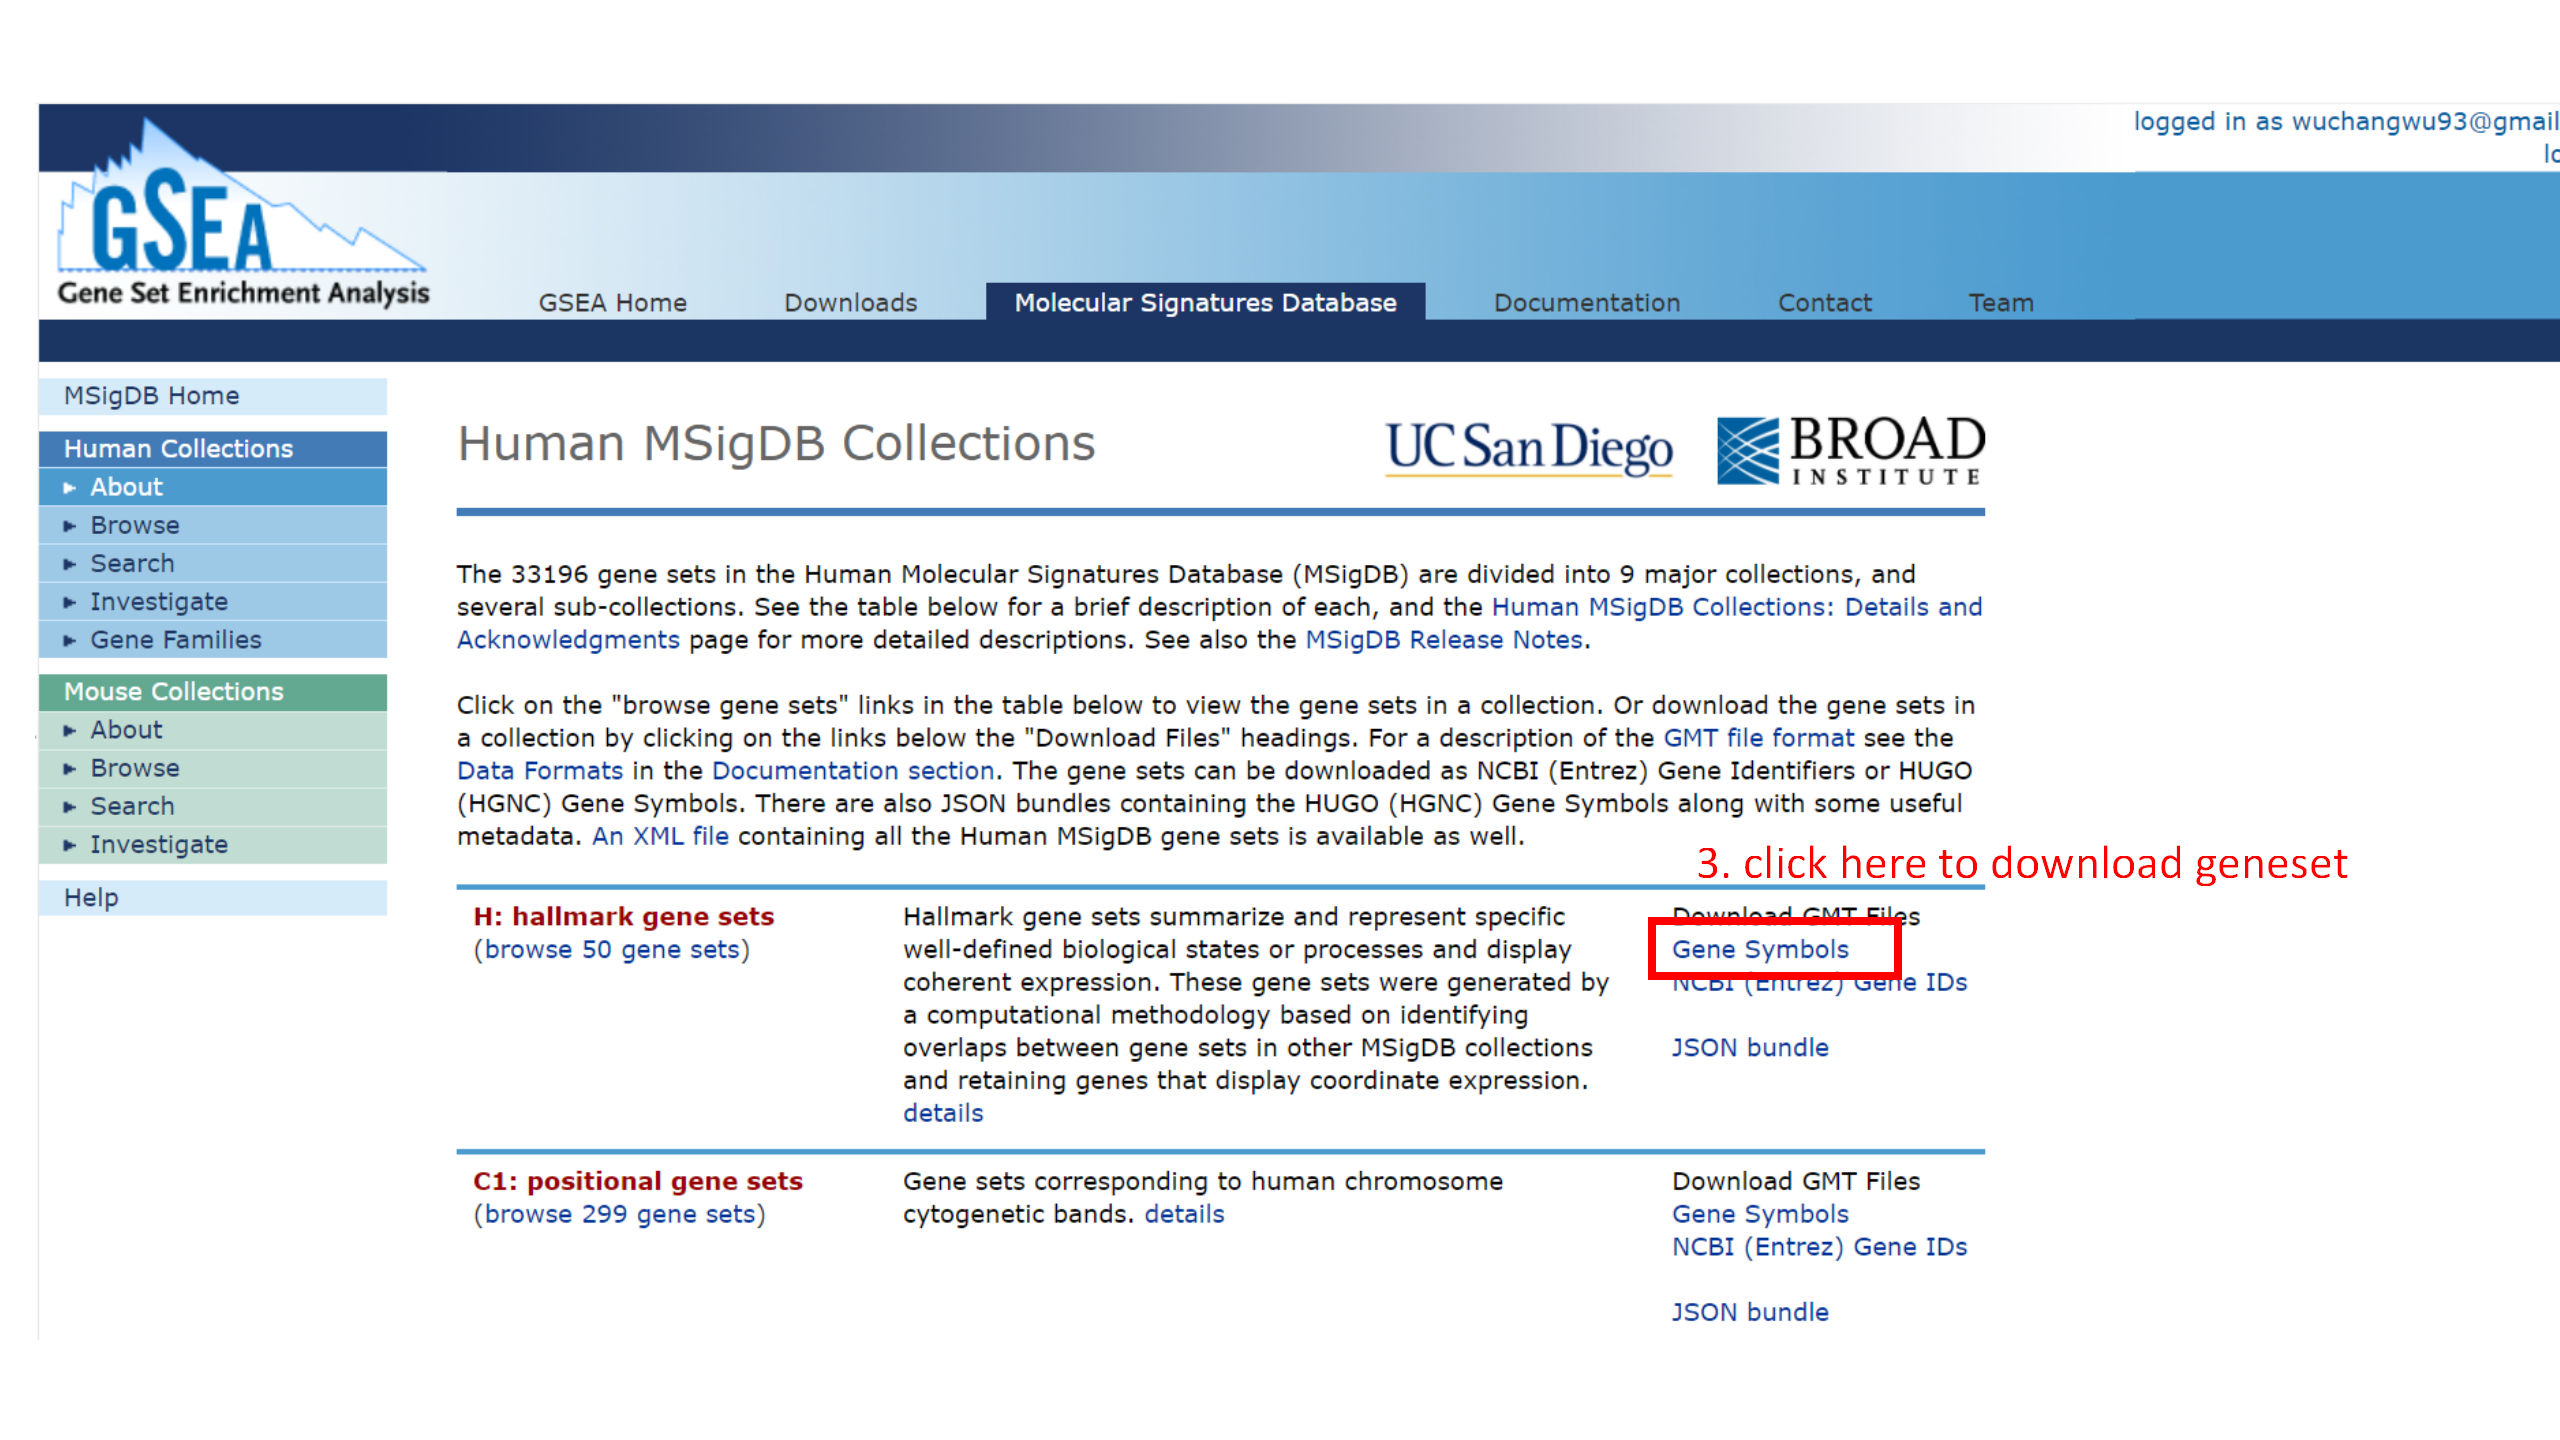 logged in as wuchangwu93@gmail
lo
GSEA
Gene Set Enrichment Analysis
GSEA Home
Downloads
Molecular Signatures Database
Documentation
Contact
Team
MSigDB Home
Human Collections
About
Browse
Search
Investigate
Gene Families
Mouse Collections
About
Browse
Search
Investigate
Help
Human MSigDB Collections
UC San Diego
BROAD
INSTITUTE
The 33196 gene sets in the Human Molecular Signatures Database (MSigDB) are divided into 9 major collections, and
several sub-collections. See the table below for a brief description of each, and the Human MSigDB Collections: Details and
Acknowledgments page for more detailed descriptions. See also the MSigDB Release Notes.
Click on the "browse gene sets" links in the table below to view the gene sets in a collection. Or download the gene sets in
a collection by clicking on the links below the "Download Files" headings. For a description of the GMT file format see the
Data Formats in the Documentation section. The gene sets can be downloaded as NCBI (Entrez) Gene Identifiers or HUGO
(HGNC) Gene Symbols. There are also JSON bundles containing the HUGO (HGNC) Gene Symbols along with some useful
metadata. An XML file containing all the Human MSigDB gene sets is available as well.
3. click here to download geneset
H: hallmark gene sets
(browse 50 gene sets)
Hallmark gene sets summarize and represent specific
well-defined biological states or processes and display
coherent expression. These gene sets were generated by
a computational methodology based on identifying
overlaps between gene sets in other MSigDB collections
and retaining genes that display coordinate expression.
details
Download GMT Files
Gene Symbols
NCBI (Entrez) Gene IDs
JSON bundle
C1: positional gene sets
(browse 299 gene sets)
Gene sets corresponding to human chromosome
cytogenetic bands. details
Download GMT Files
Gene Symbols
NCBI (Entrez) Gene IDs
JSON bundle